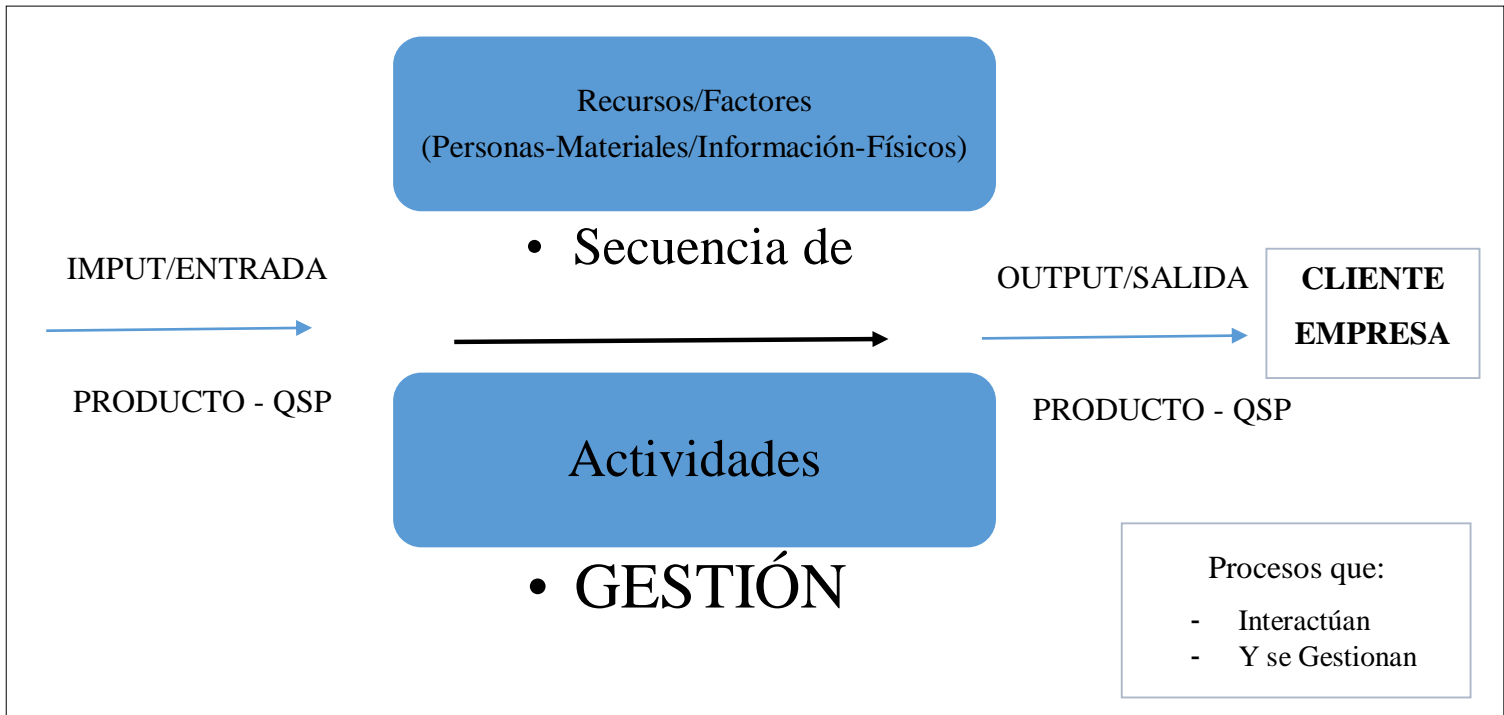 Recursos/Factores
(Personas-Materiales/Información-Físicos)
• Secuencia de
IMPUT/ENTRADA
OUTPUT/SALIDA
CLIENTE
EMPRESA
PRODUCTO - QSP
PRODUCTO - QSP
Actividades
• GESTIÓN
Procesos que:
- Interactúan
- Y se Gestionan